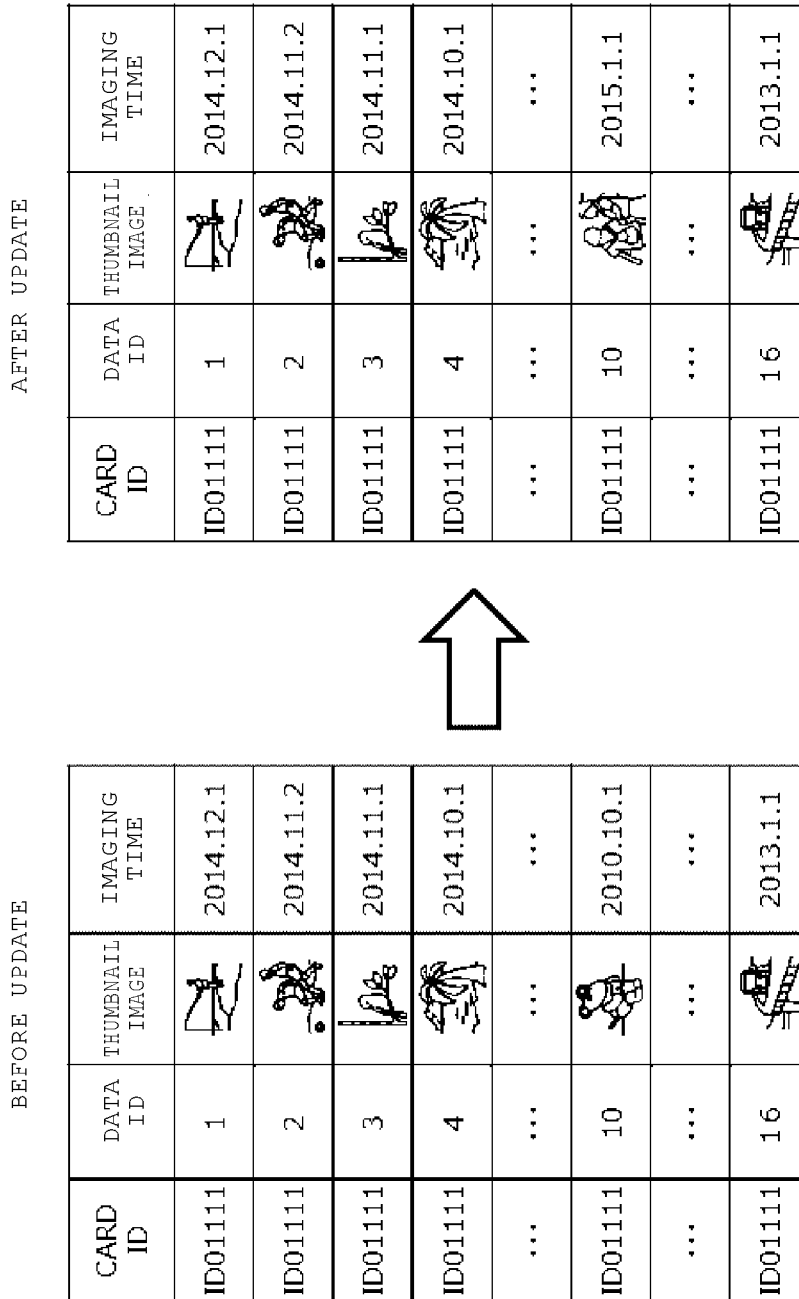 BEFORE UPDATE
CARD ID DATA ID THUMBNAIL IMAGE IMAGING TIME
ID01111 1 2014.12.1
ID01111 2 2014.11.2
ID01111 3 2014.11.1
ID01111 4 2014.10.1
... ... ... ...
ID01111 10 2010.10.1
... ... ... ...
ID01111 16 2013.1.1
AFTER UPDATE
CARD ID DATA ID THUMBNAIL IMAGE IMAGING TIME
ID01111 1 2014.12.1
ID01111 2 2014.11.2
ID01111 3 2014.11.1
ID01111 4 2014.10.1
... ... ... ...
ID01111 10 2015.1.1
... ... ... ...
ID01111 16 2013.1.1